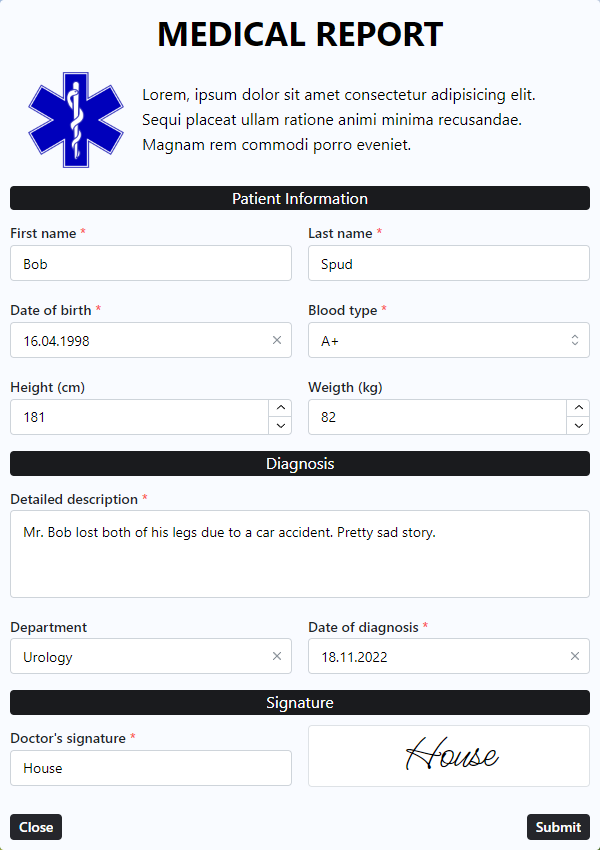 MEDICAL REPORT
Lorem, ipsum dolor sit amet consectetur adipisicing elit.
Sequi placeat ullam ratione animi minima recusandae.
Magnam rem commodi porro eveniet.
Patient Information
First name *
Last name *
Bob
Spud
Date of birth *
Blood type *
16.04.1998
A+
Height (cm)
Weigth (kg)
181
82
Diagnosis
Detailed description *
Mr. Bob lost both of his legs due to a car accident. Pretty sad story.
Department
Date of diagnosis *
Urology
18.11.2022
Signature
Doctor's signature *
House
House
Close
Submit